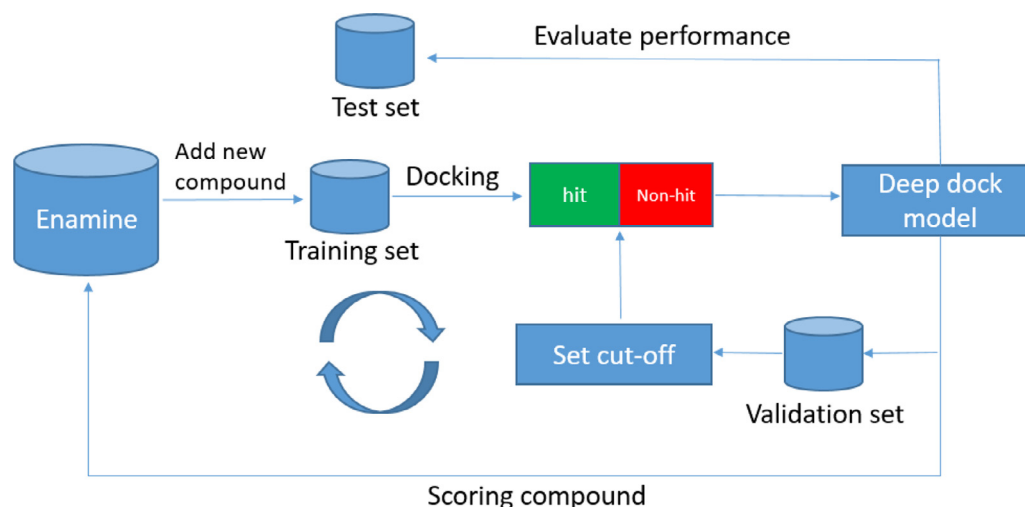 Evaluate performance
Test set
Add new
compound
Docking
Enamine
hit
Non-hit
Deep dock
model
Training set
Set cut-off
Validation set
Scoring compound